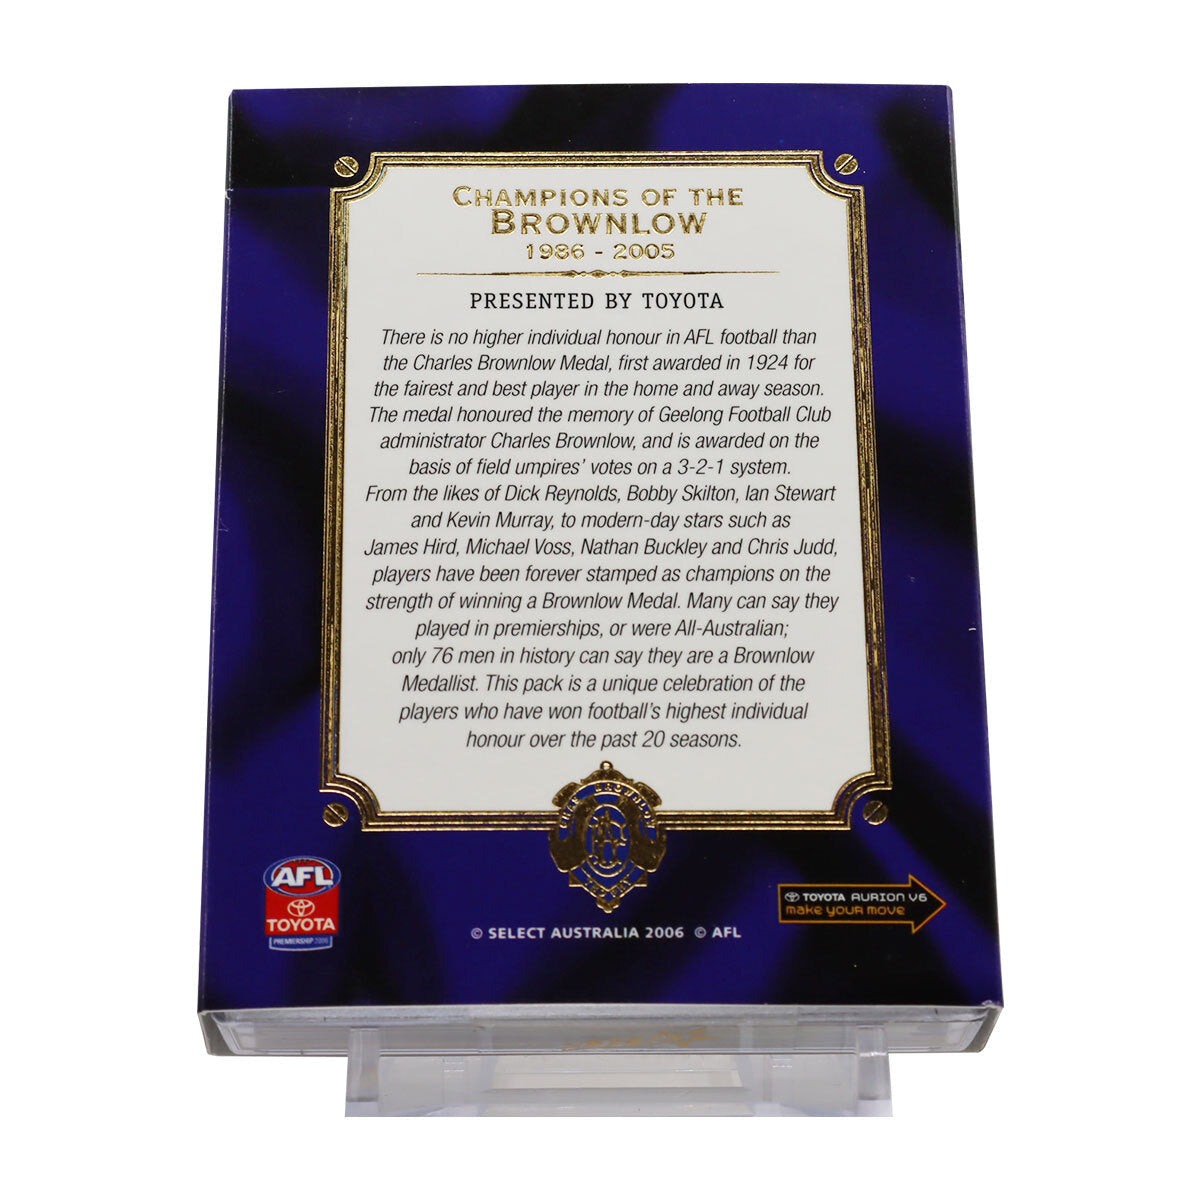 CHAMPIONS OF THE
BROWNLOW
1986 - 2005
PRESENTED BY TOYOTA
There is no higher individual honour in AFL football than
the Charles Brownlow Medal, first awarded in 1924 for
the fairest and best player in the home and away season.
The medal honoured the memory of Geelong Football Club
administrator Charles Brownlow, and is awarded on the
basis of field umpires' votes on a 3-2-1 system.
From the likes of Dick Reynolds, Bobby Skilton, Ian Stewart
and Kevin Murray, to modern-day stars such as
James Hird, Michael Voss, Nathan Buckley and Chris Judd,
players have been forever stamped as champions on the
strength of winning a Brownlow Medal. Many can say they
played in premierships, or were All-Australian;
only 76 men in history can say they are a Brownlow
Medallist. This pack is a unique celebration of the
players who have won football's highest individual
honour over the past 20 seasons.
BROWNLOW
AFL
TOYOTA
PREMIERSHIP 2006
TOYOTA AURION V6
make your move
© SELECT AUSTRALIA 2006 © AFL